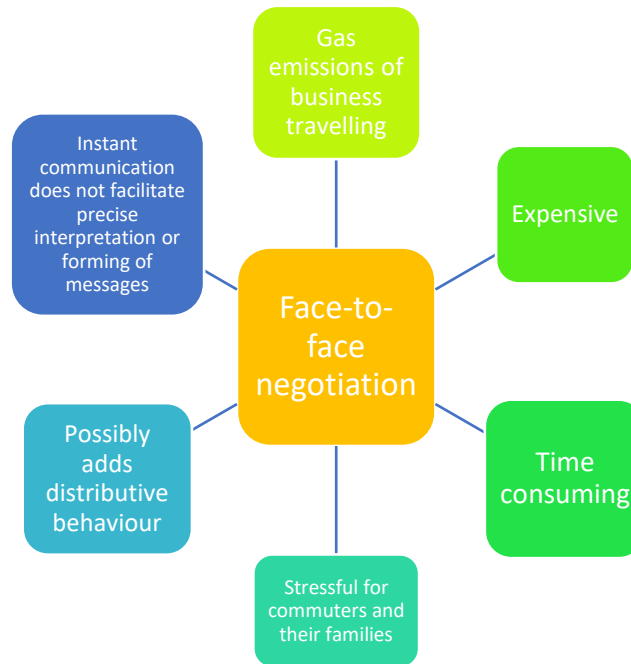 Gas
emissions of
business
travelling
Instant
communication
does not facilitate
precise
interpretation or
forming of
messages
Expensive
Face-to-
face
negotiation
Possibly
adds
distributive
behaviour
Time
consuming
Stressful for
commuters and
their families